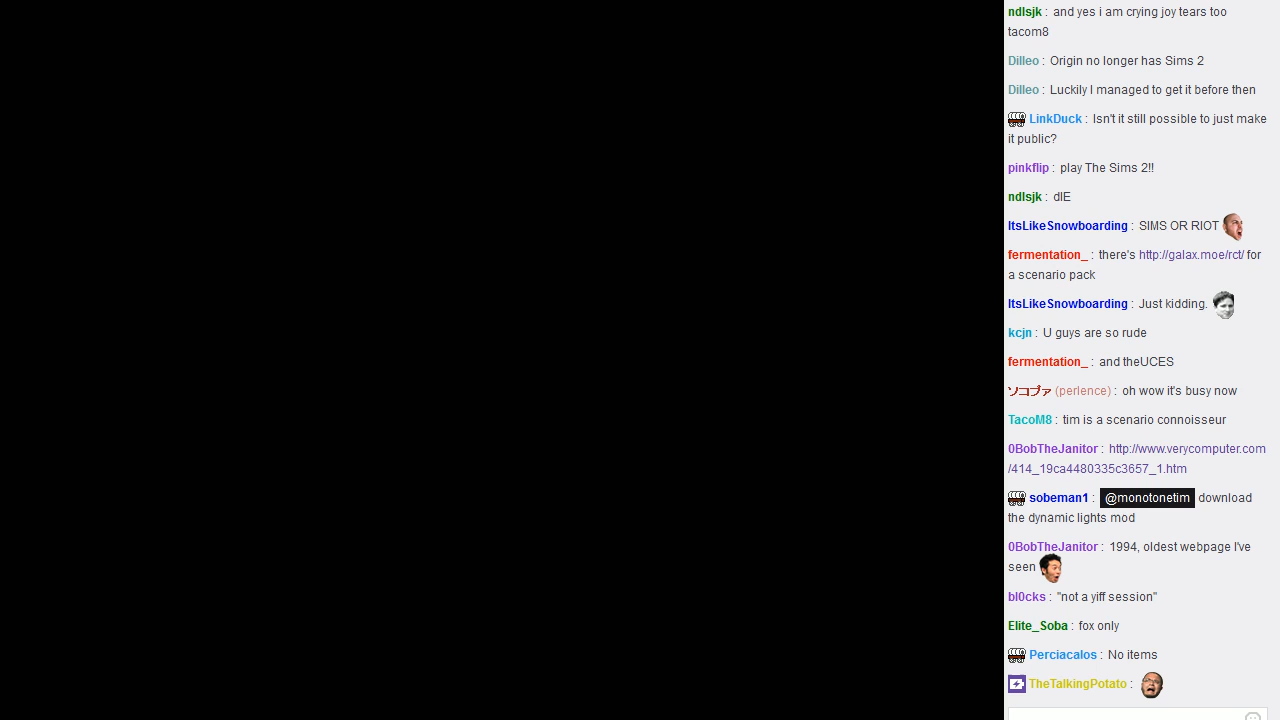 ndlsjk : and yes i am crying joy tears too
tacom8
Dilleo : Origin no longer has Sims 2
Dilleo : Luckily I managed to get it before then
LinkDuck : Isn't it still possible to just make
it public?
pinkflip : play The Sims 2!!
ndlsjk : dlE
ItsLikeSnowboarding : SIMS OR RIOT
fermentation_ : there's http://galax.moe/rct/ for
a scenario pack
ItsLikeSnowboarding : Just kidding.
kcjn : U guys are so rude
fermentation_ : and theUCES
ソコプァ (perlence) : oh wow it's busy now
TacoM8 : tim is a scenario connoisseur
0BobTheJanitor : http://www.verycomputer.com
/414_19ca4480335c3657_1.htm
sobeman1 : @monotonetim download
the dynamic lights mod
0BobTheJanitor : 1994, oldest webpage I've
seen
bl0cks : "not a yiff session"
Elite_Soba : fox only
Perciacalos : No items
TheTalkingPotato :